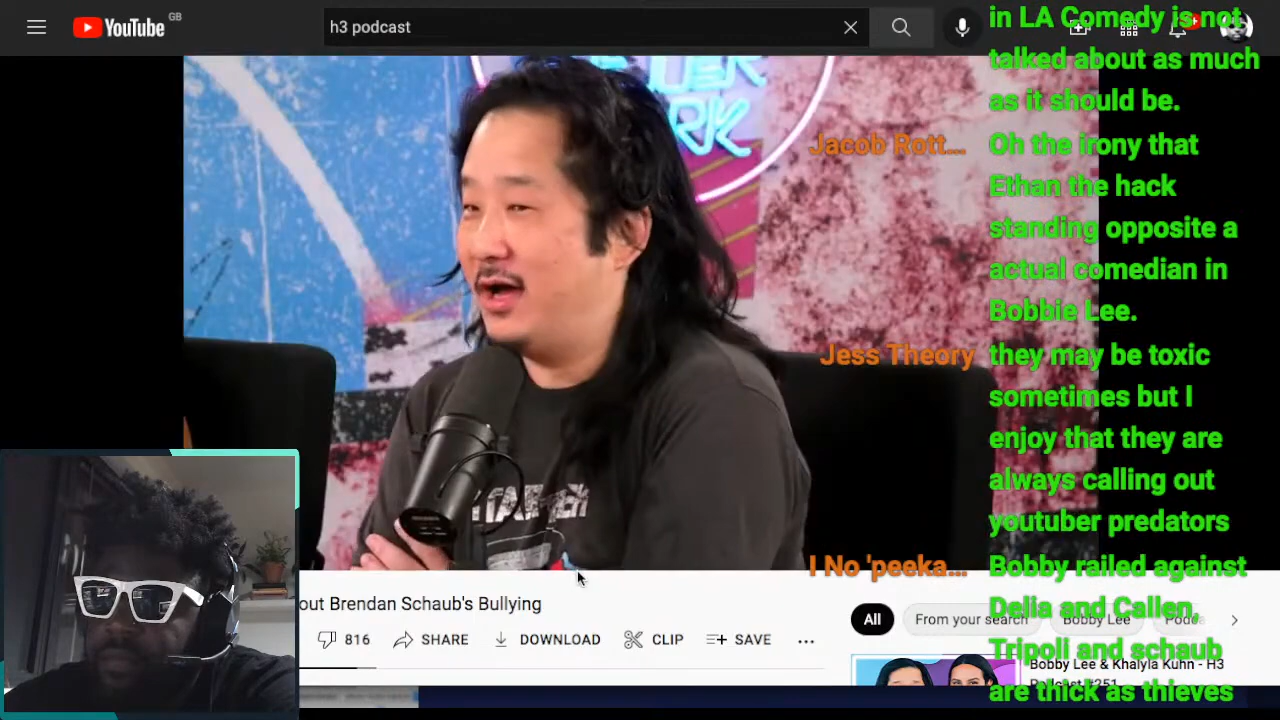 YouTube GB
h3 podcast
in LA Comedy is not
talked about as much
as it should be.
Jacob Rott...
Oh the irony that
Ethan the hack
standing opposite a
actual comedian in
Bobbie Lee.
Jess Theory
they may be toxic
sometimes but I
enjoy that they are
always calling out
youtuber predators
I No 'peeka...
Bobby railed against
Delia and Callen,
Tripoli and schaub
are thick as thieves
out Brendan Schaub's Bullying
816 SHARE DOWNLOAD CLIP SAVE
All From your search Bobby Lee
Bobby Lee & Khalyla Kuhn - H3
Podcast #251